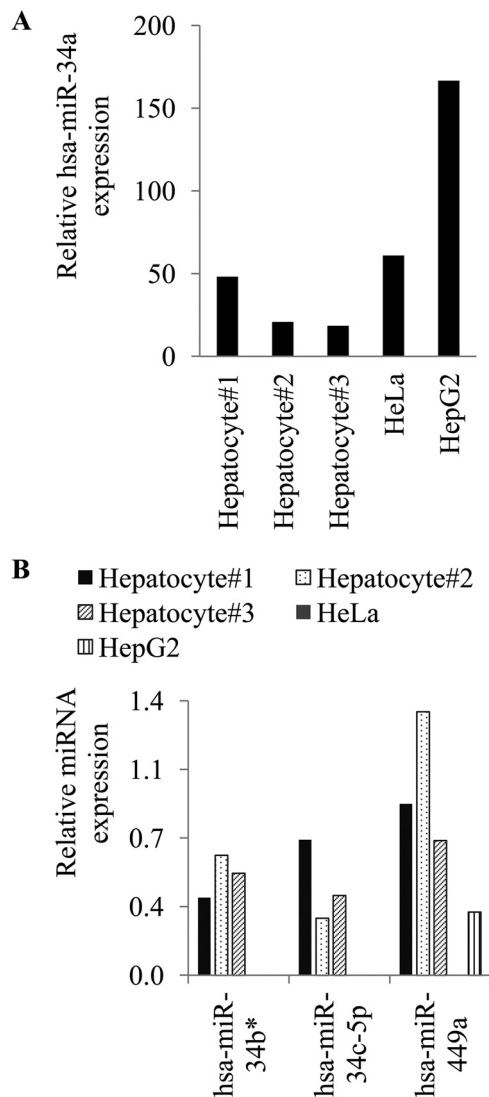 A
Relative hsa-miR-34a
expression
200
150
100
50
0
Hepatocyte#1
Hepatocyte#2
Hepatocyte#3
HeLa
HepG2
B
Hepatocyte#1
Hepatocyte#2
Hepatocyte#3
HeLa
HepG2
Relative miRNA
expression
1.4
1.1
0.7
0.4
0.0
hsa-miR-
34b*
hsa-miR-
34c-5p
hsa-miR-
449a